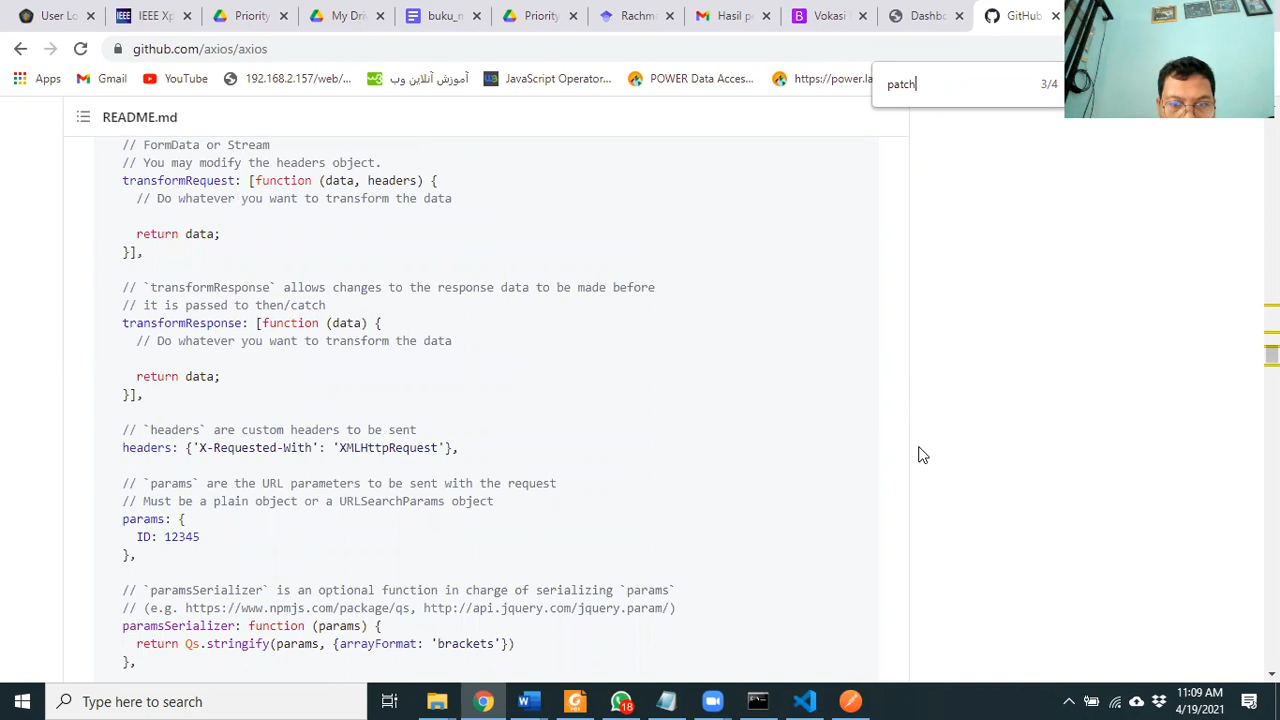 User Lo
IEEE Xp
Priority
My Dri
buku_n
Priority
Rachm
Hasil p
Vokas
Dashb
GitHub
github.com/axios/axios
Apps
Gmail
YouTube
192.168.2.157/web/...
آموزش آنلاین وب
JavaScript Operator...
POWER Data Access...
https://power.la
patch
3/4
README.md
// FormData or Stream
// You may modify the headers object.
transformRequest: [function (data, headers) {
// Do whatever you want to transform the data
return data;
}],
// `transformResponse` allows changes to the response data to be made before
// it is passed to then/catch
transformResponse: [function (data) {
// Do whatever you want to transform the data
return data;
}],
// `headers` are custom headers to be sent
headers: {'X-Requested-With': 'XMLHttpRequest'},
// `params` are the URL parameters to be sent with the request
// Must be a plain object or a URLSearchParams object
params: {
ID: 12345
},
// `paramsSerializer` is an optional function in charge of serializing `params`
// (e.g. https://www.npmjs.com/package/qs, http://api.jquery.com/jquery.param/)
paramsSerializer: function (params) {
return Qs.stringify(params, {arrayFormat: 'brackets'})
},
Type here to search
18
11:09 AM
4/19/2021